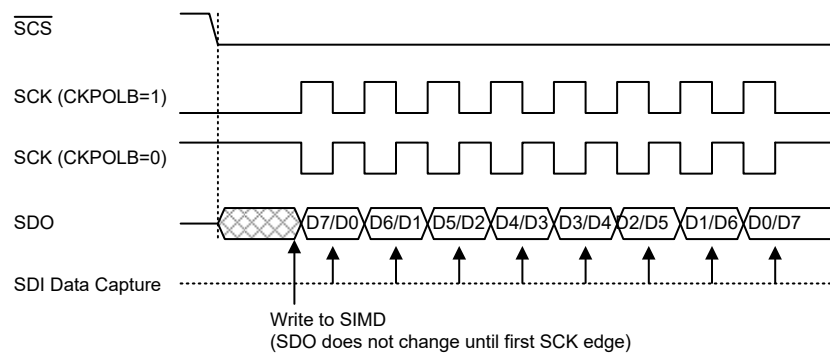 SCS
SCK (CKPOLB=1)
SCK (CKPOLB=0)
SDO D7/D0 D6/D1 D5/D2 D4/D3 D3/D4 D2/D5 D1/D6 D0/D7
SDI Data Capture
Write to SIMD
(SDO does not change until first SCK edge)